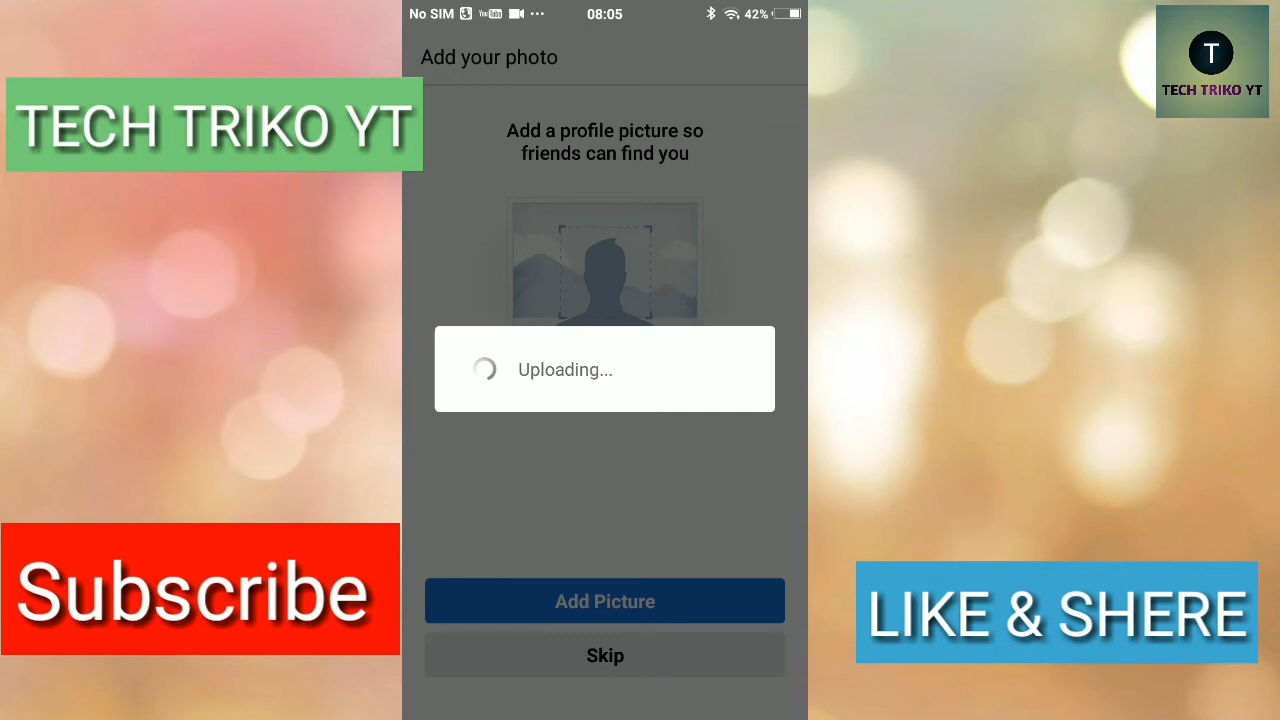 No SIM YouTube ... 08:05 42%
Add your photo
TECH TRIKO YT
T
TECH TRIKO YT
Add a profile picture so
friends can find you
Uploading...
Add Picture
Skip
Subscribe
LIKE & SHERE